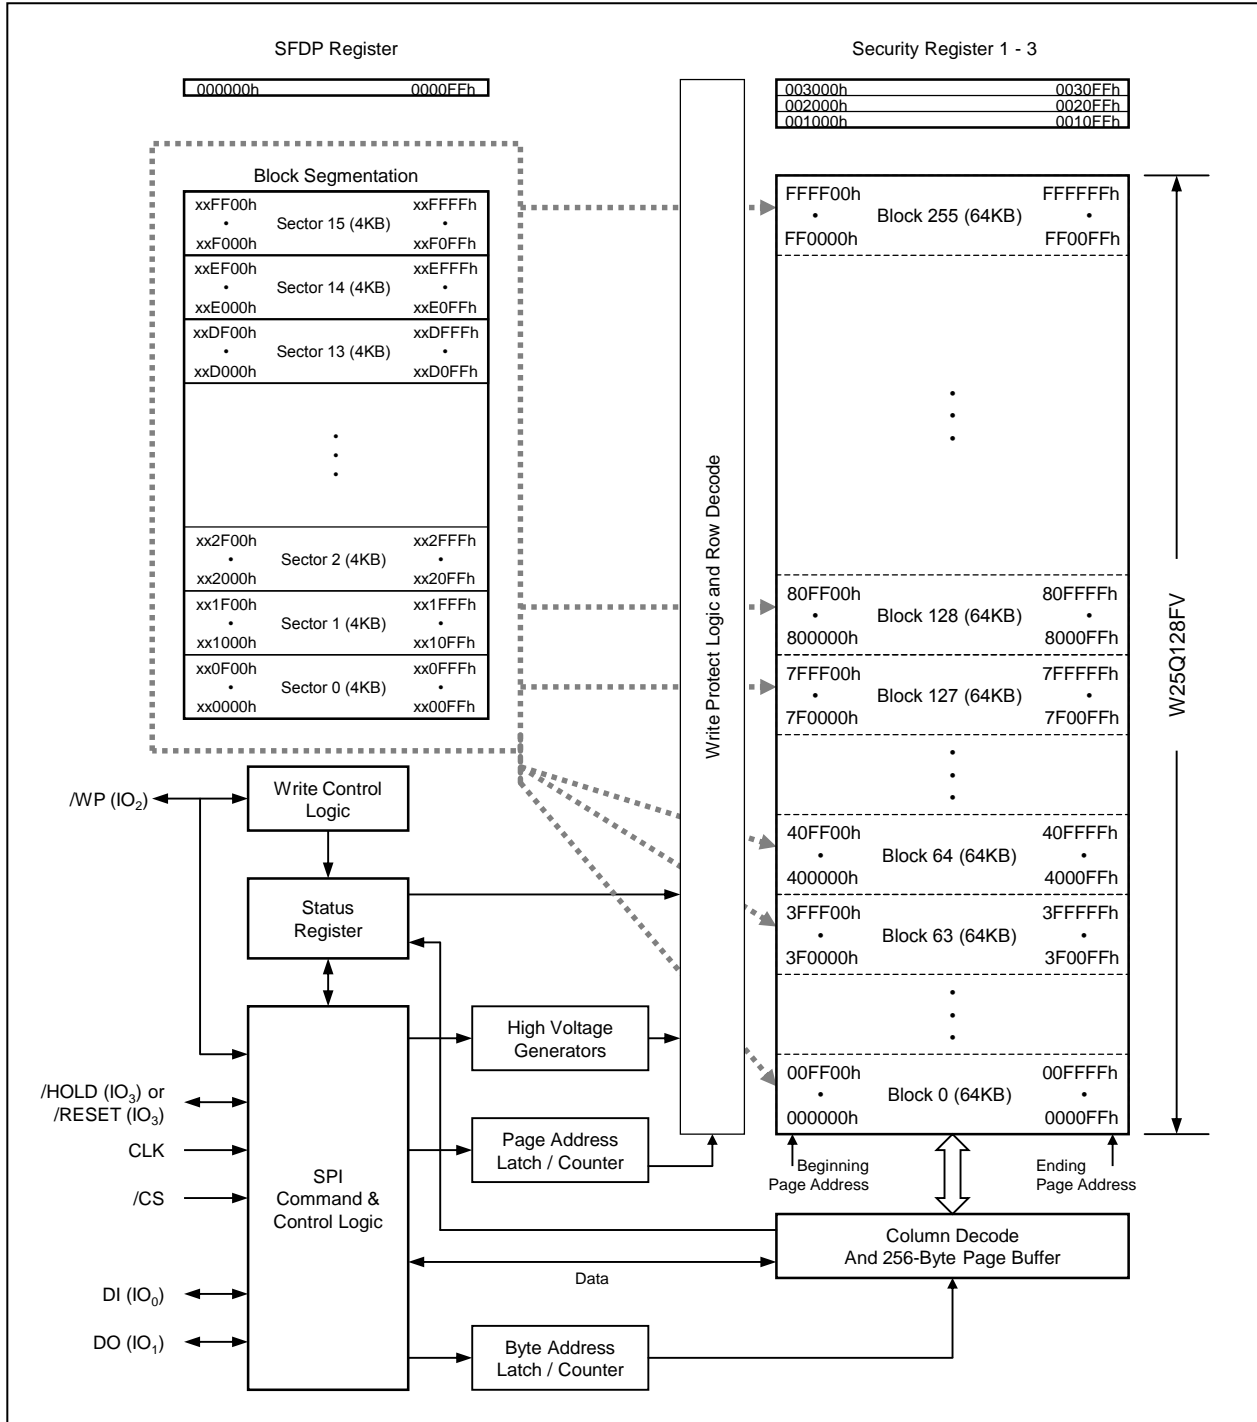 SFDP Register
000000h 0000FFh
Security Register 1 - 3
003000h 0030FFh
002000h 0020FFh
001000h 0010FFh
Block Segmentation
xxFF00h xxFFFFh
• Sector 15 (4KB) •
xxF000h xxF0FFh
xxEF00h xxEFFFh
• Sector 14 (4KB) •
xxE000h xxE0FFh
xxDF00h xxDFFFh
• Sector 13 (4KB) •
xxD000h xxD0FFh
xx2F00h xx2FFFh
• Sector 2 (4KB) •
xx2000h xx20FFh
xx1F00h xx1FFFh
• Sector 1 (4KB) •
xx1000h xx10FFh
xx0F00h xx0FFFh
• Sector 0 (4KB) •
xx0000h xx00FFh
Write Protect Logic and Row Decode
FFFF00h FFFFFFh
• Block 255 (64KB) •
FF0000h FF00FFh
80FF00h 80FFFFh
• Block 128 (64KB) •
800000h 8000FFh
7FFF00h 7FFFFFh
• Block 127 (64KB) •
7F0000h 7F00FFh
40FF00h 40FFFFh
• Block 64 (64KB) •
400000h 4000FFh
3FFF00h 3FFFFFh
• Block 63 (64KB) •
3F0000h 3F00FFh
00FF00h 00FFFFh
• Block 0 (64KB) •
000000h 0000FFh
W25Q128FV
Beginning
Page Address
Ending
Page Address
/WP (IO2)
Write Control
Logic
Status
Register
High Voltage
Generators
/HOLD (IO3) or
/RESET (IO3)
CLK
/CS
DI (IO0)
DO (IO1)
SPI
Command &
Control Logic
Page Address
Latch / Counter
Column Decode
And 256-Byte Page Buffer
Data
Byte Address
Latch / Counter